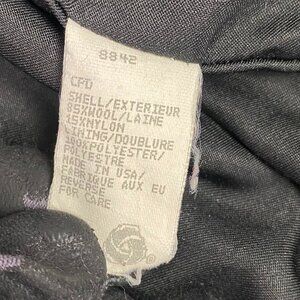 8842
CPD
SHELL/EXTERIEUR
85%WOOL/LAINE
15%NYLON
LINING/DOUBLURE
100%POLYESTER/
POLYESTRE
MADE IN USA/
FABRIQUE AUX EU
REVERSE
FOR CARE